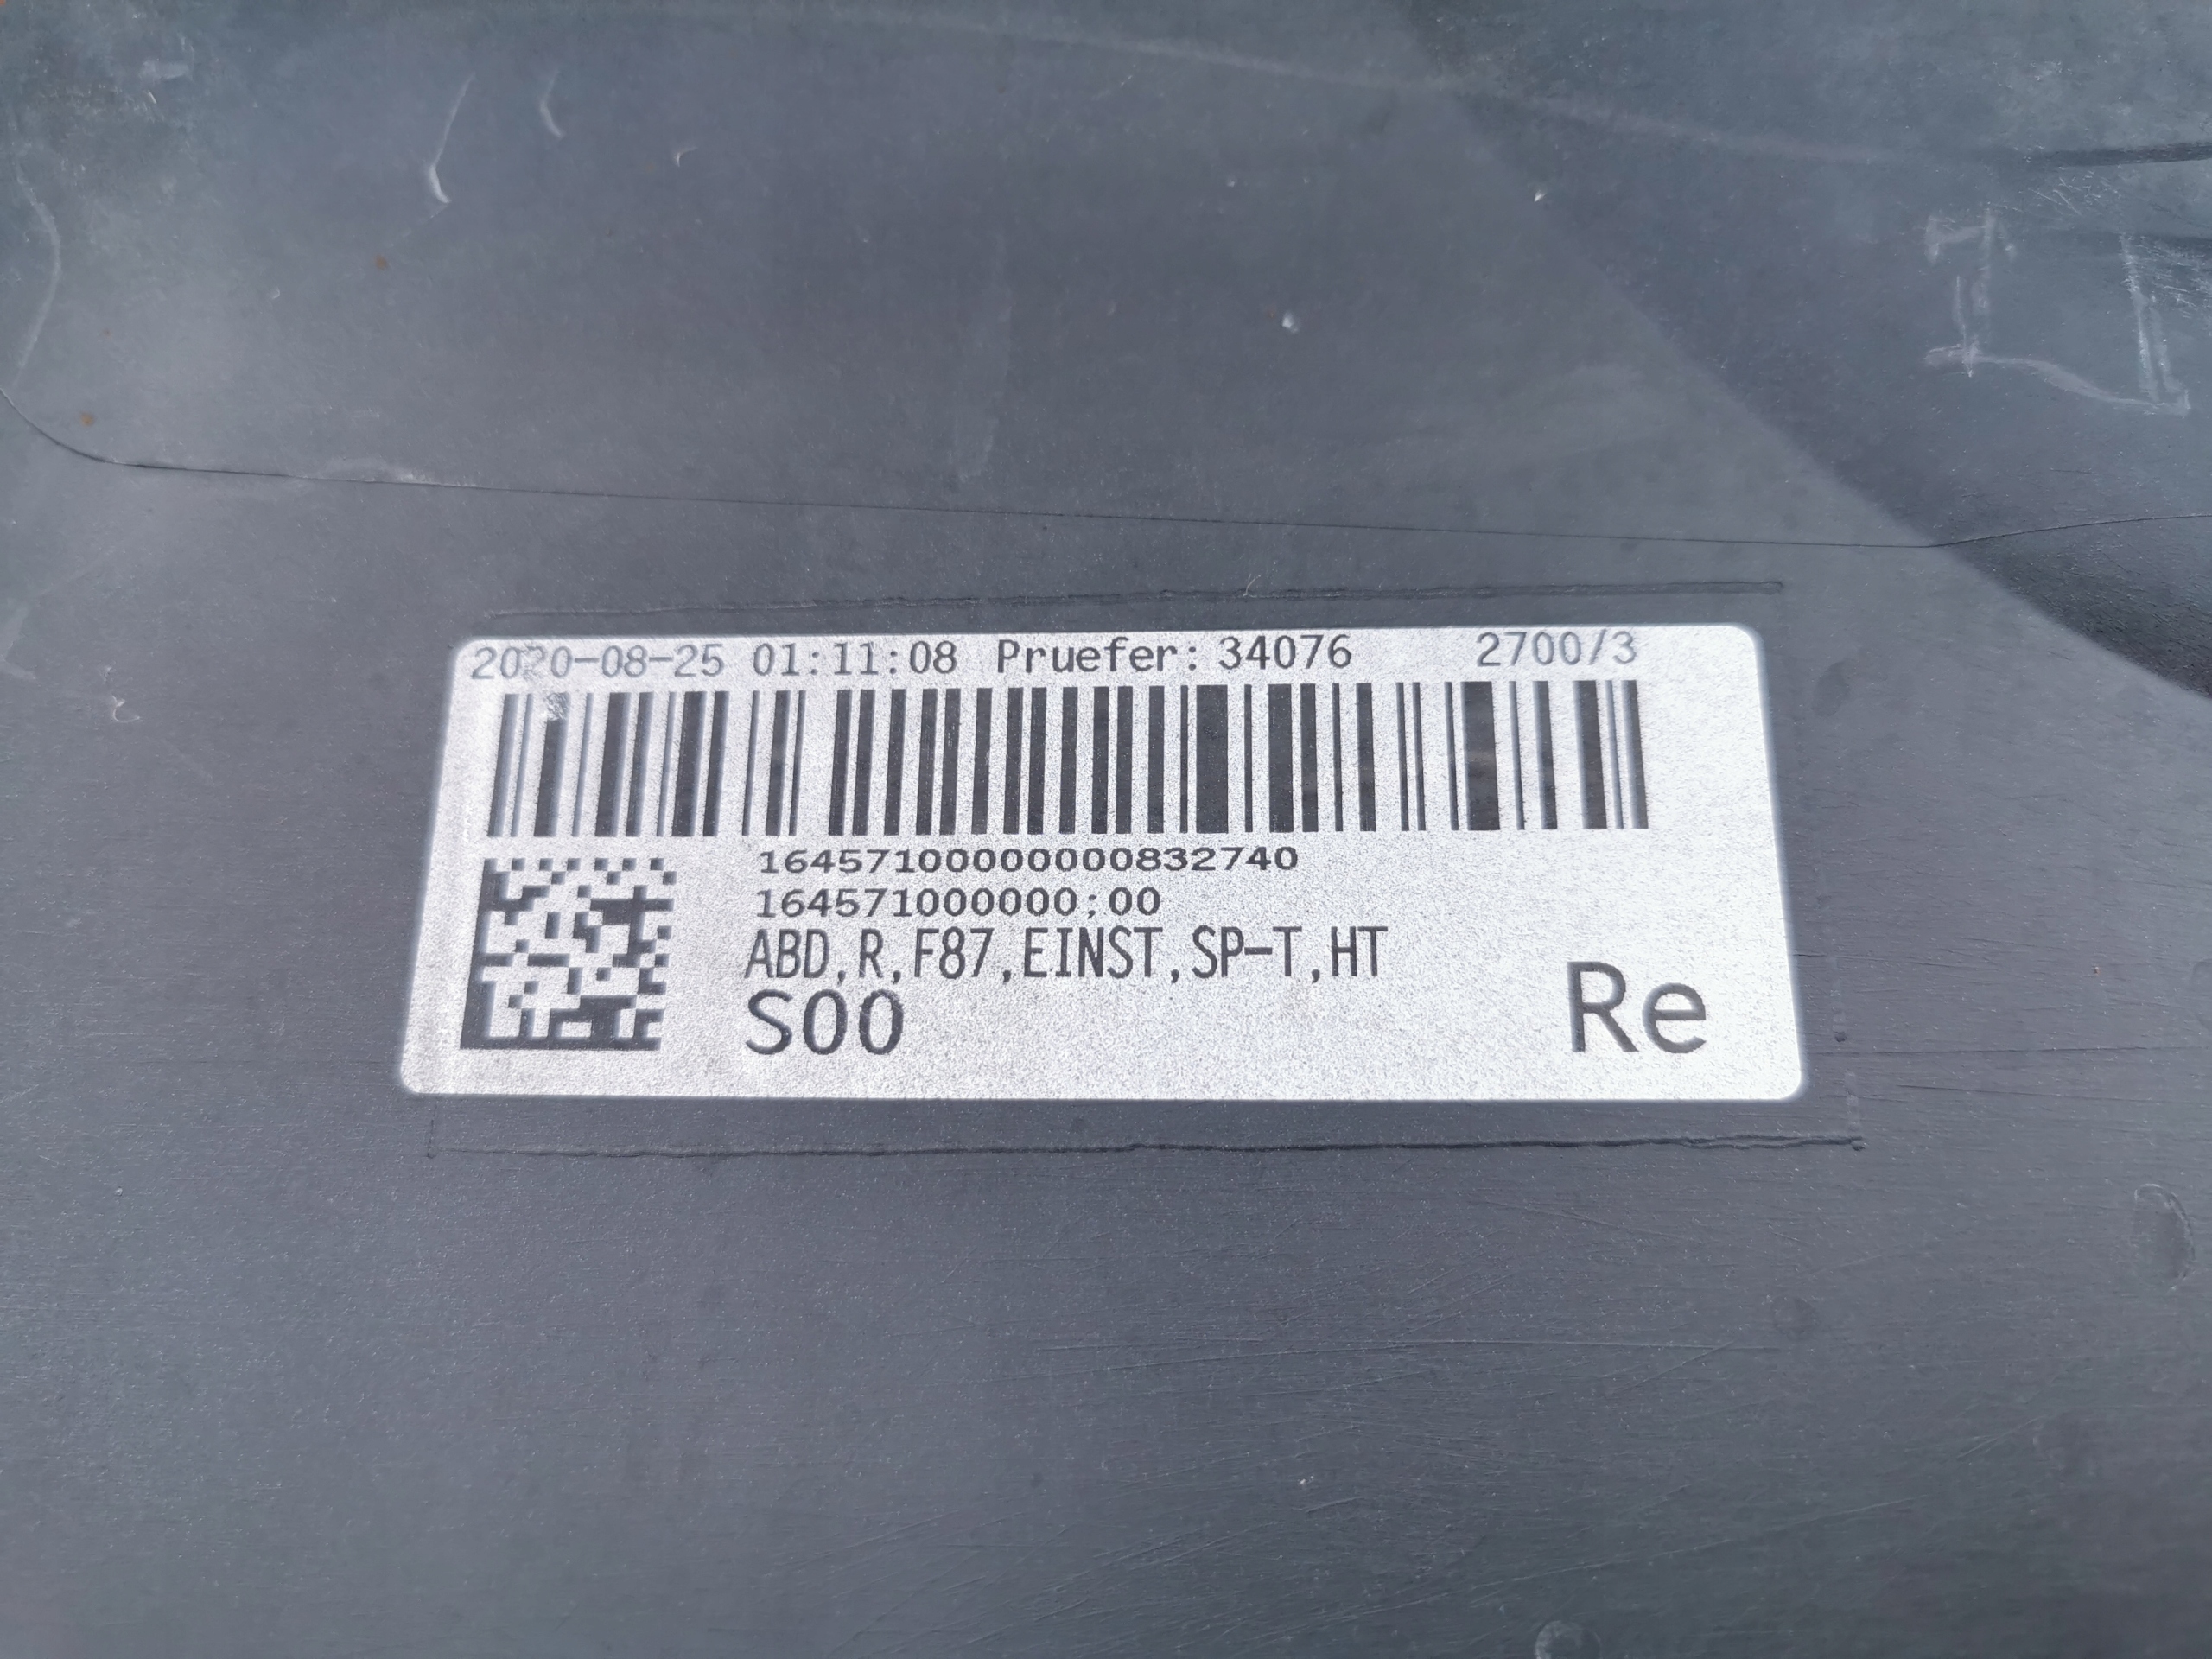 2020-08-25 01:11:08 Pruefer: 34076 2700/3
16457100000000832740
164571000000;00
ABD,R,F87,EINST,SP-T,HT
S00
Re